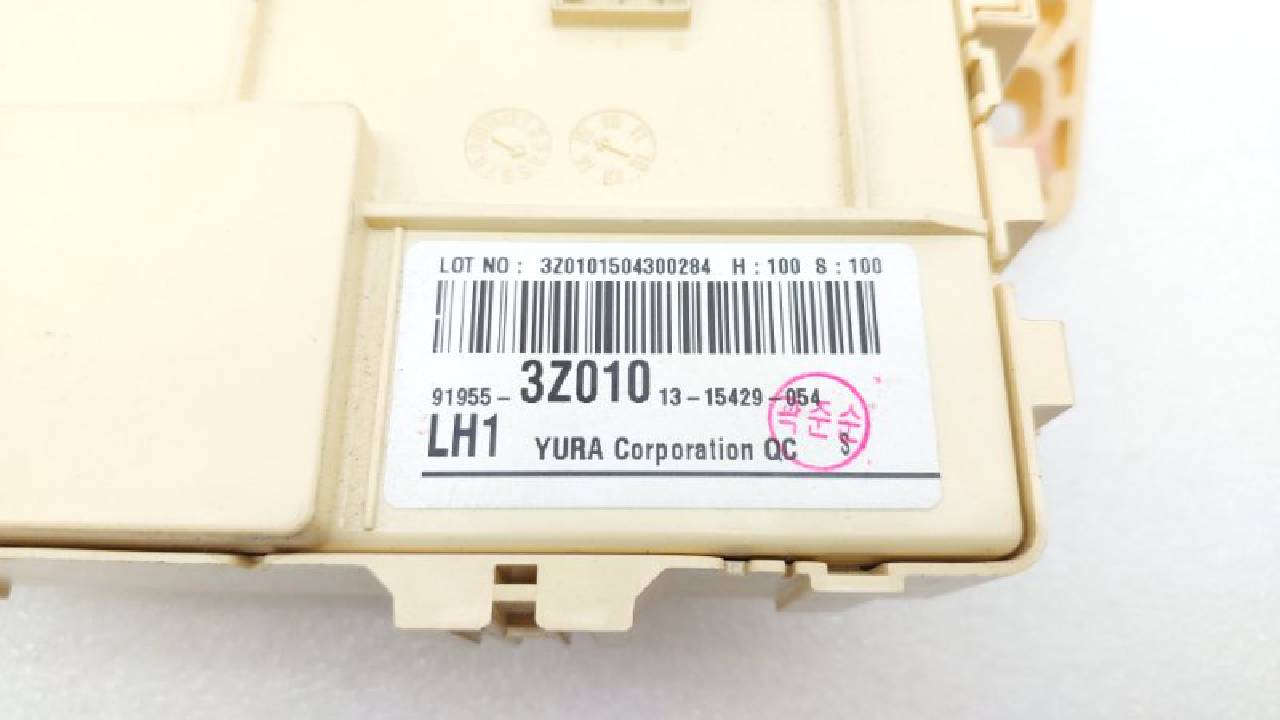 LOT NO : 3Z0101504300284 H : 100 S : 100
91955- 3Z010 13-15429-054
LH1 YURA Corporation QC S